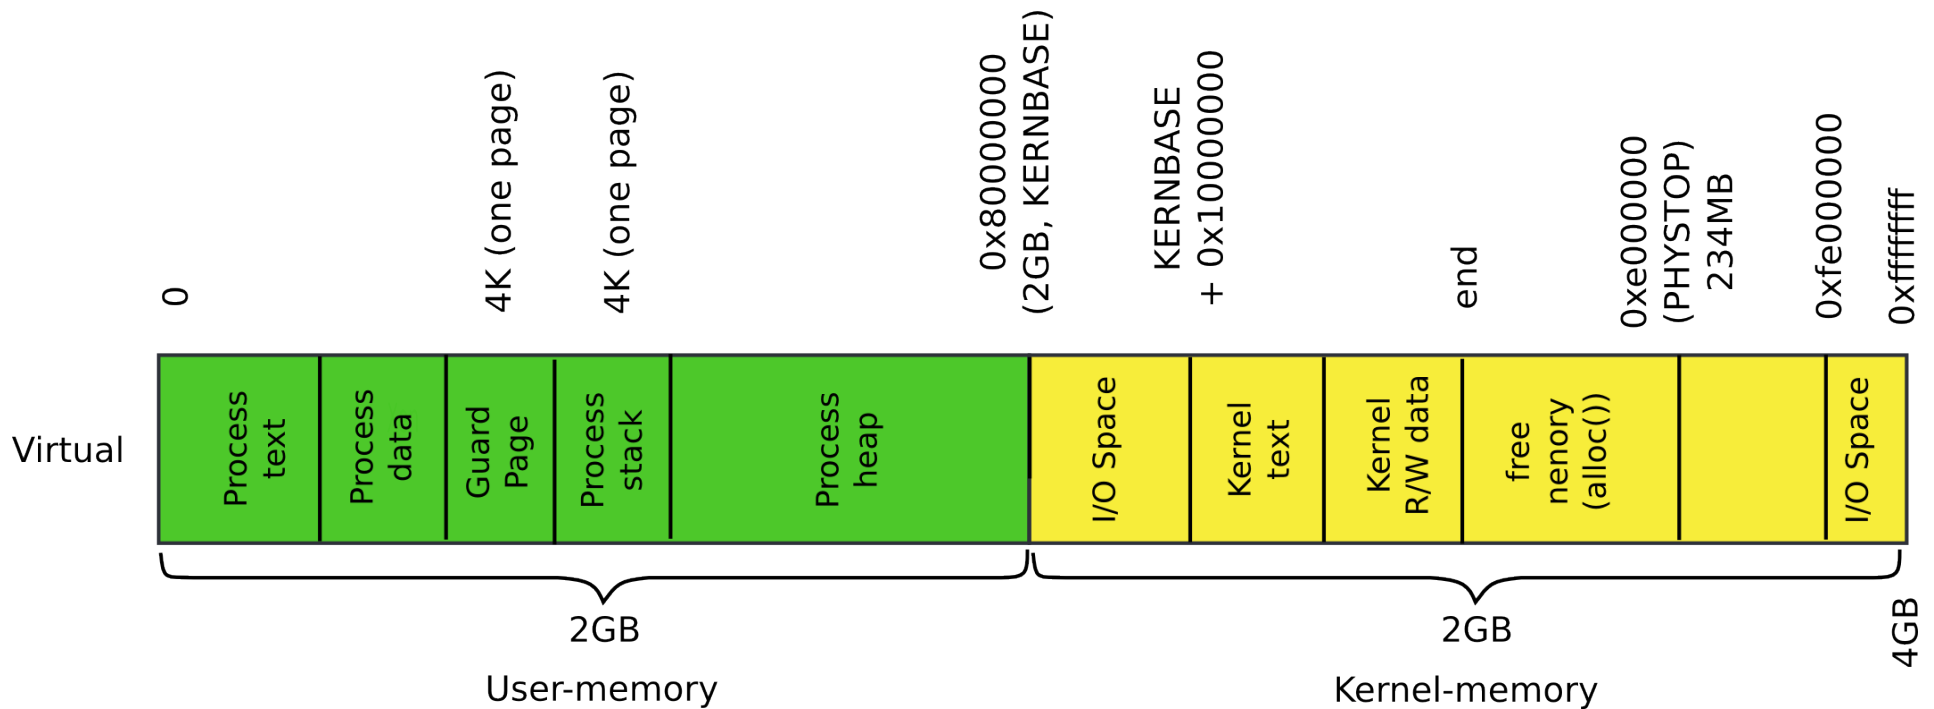 0
4K (one page)
4K (one page)
0x80000000
(2GB, KERNBASE)
KERNBASE
+ 0x10000000
end
0xe000000
(PHYSTOP)
234MB
0xfe000000
0xffffffff
Virtual
Process
text
Process
data
Guard
Page
Process
stack
Process
heap
I/O Space
Kernel
text
Kernel
R/W data
free
nenory
(alloc())
I/O Space
2GB
User-memory
2GB
Kernel-memory
4GB